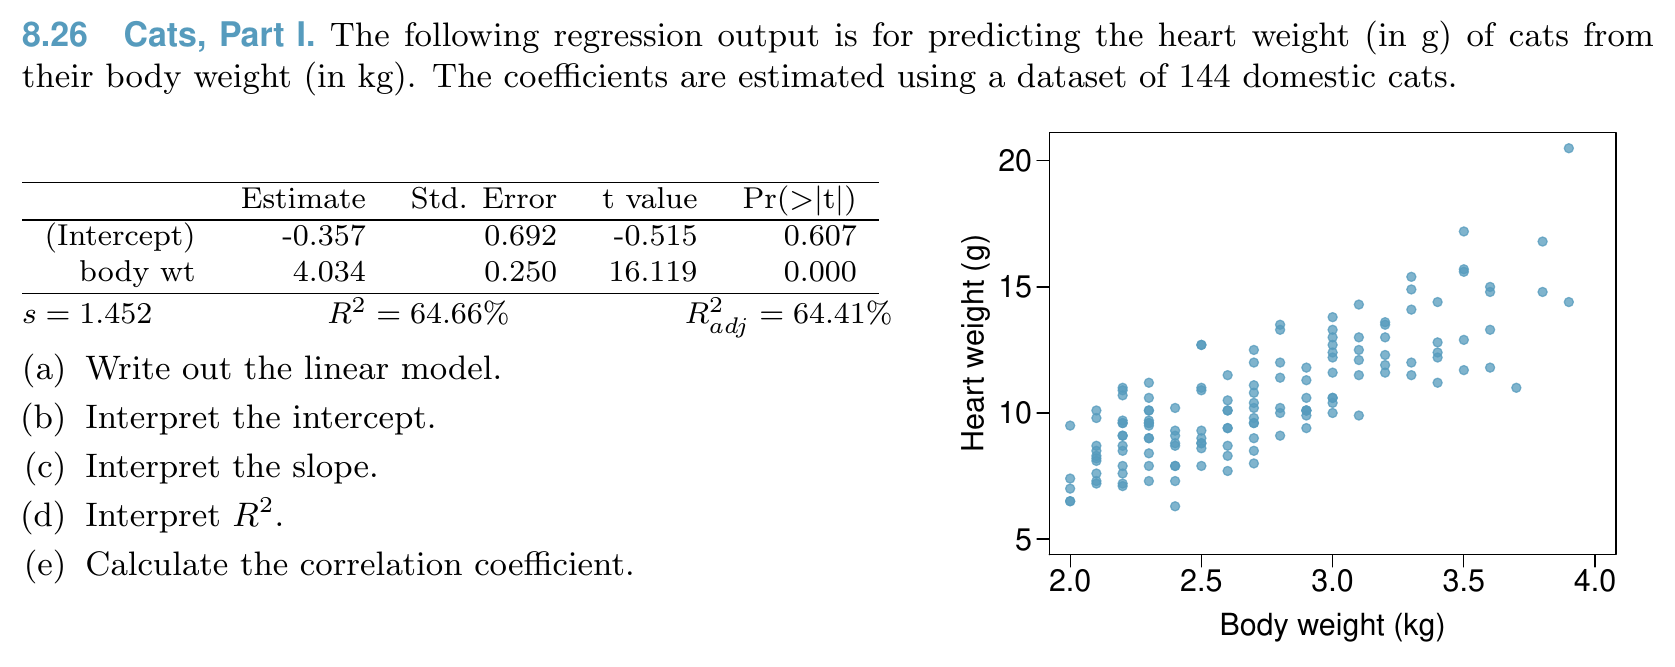 8.26 Cats, Part I. The following regression output is for predicting the heart weight (in g) of cats from
their body weight (in kg). The coefficients are estimated using a dataset of 144 domestic cats.
Estimate Std. Error t value Pr(>|t|)
(Intercept) -0.357 0.692 -0.515 0.607
body wt 4.034 0.250 16.119 0.000
s = 1.452 R² = 64.66% R²adj = 64.41%
(a) Write out the linear model.
(b) Interpret the intercept.
(c) Interpret the slope.
(d) Interpret R².
(e) Calculate the correlation coefficient.
Heart weight (g)
20
15
10
5
2.0 2.5 3.0 3.5 4.0
Body weight (kg)